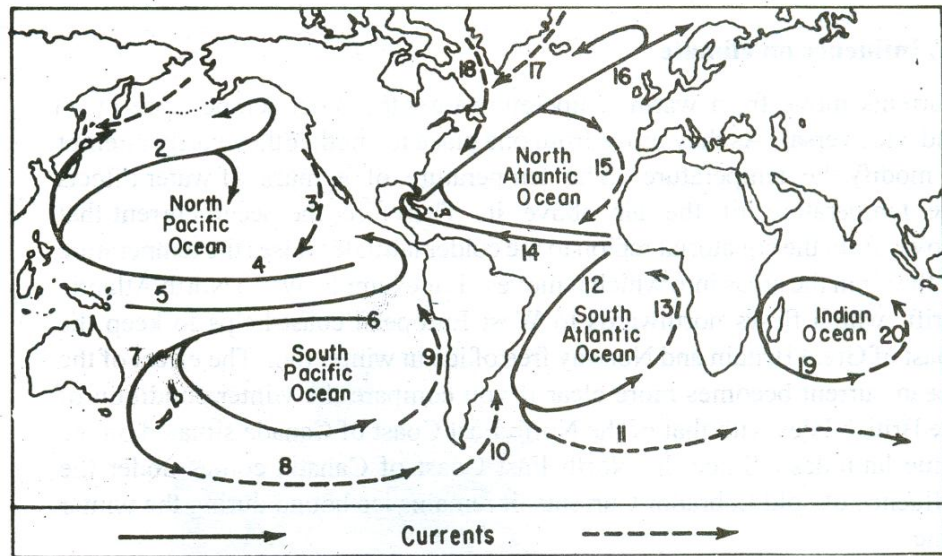 18
17
16
1
2
North
Pacific
Ocean
3
North
Atlantic
Ocean
15
4
5
14
12
13
6
7
South
Pacific
Ocean
9
South
Atlantic
Ocean
Indian
Ocean
20
19
8
10
11
Currents